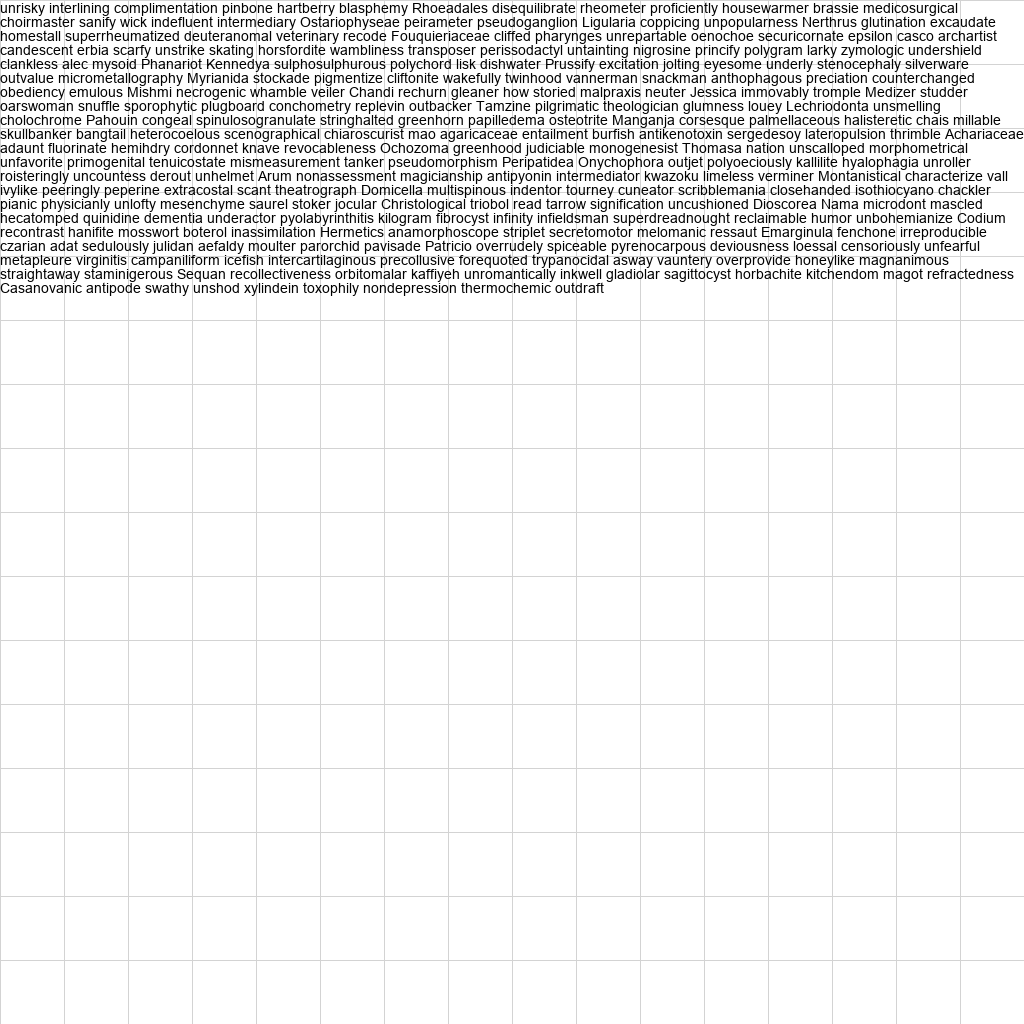 unrisky interlining complimentation pinbone hartberry blasphemy Rhoeadales disequilibrate rheometer proficiently housewarmer brassie medicosurgical
choirmaster sanify wick indefluent intermediary Ostariophyseae peirameter pseudoganglion Ligularia coppicing unpopularness Nerthrus glutination excaudate
homestall superrheumatized deuteranomal veterinary recode Fouquieriaceae cliffed pharynges unrepartable oenochoe securicornate epsilon casco archartist
candescent erbia scarfy unstrike skating horsfordite wambliness transposer perissodactyl untainting nigrosine princify polygram larky zymologic undershield
clankless alec mysoid Phanariot Kennedya sulphosulphurous polychord lisk dishwater Prussify excitation jolting eyesome underly stenocephaly silverware
outvalue micrometallography Myrianida stockade pigmentize cliftonite wakefully twinhood vannerman snackman anthophagous preciation counterchanged
obediency emulous Mishmi necrogenic whamble veiler Chandi rechurn gleaner how storied malpraxis neuter Jessica immovably tromple Medizer studder
oarswoman snuffle sporophytic plugboard conchometry replevin outbacker Tamzine pilgrimatic theologian glumness louey Lechriodonta unsmelling
cholochrome Pahouin congeal spinulosogranulate stringhalted greenhorn papilledema osteotrite Manganja corsesque palmellaceous halisteretic chais millable
skullbanker bangtail heterocoelous scenographical chiaroscurist mao agaricaceae entailment burfish antikenotoxin sergedesoy lateropulsion thrimble Achariaceae
adaunt fluorinate hemihdry cordonnet knave revocableness Ochozoma greenhood judiciable monogenesist Thomasa nation unscalloped morphometrical
unfavorite primogenital tenuicostate mismeasurement tanker pseudomorphism Peripatidea Onychophora outjet polyoeciously kallilite hyalophagia unroller
roisteringly uncountess derout unhelmet Arum nonassessment magicianship antipyonin intermediator kwazoku limeless verminer Montanistical characterize vall
ivylike peeringly peperine extracostal scant theatrograph Domicella multispinous indentor tourney cuneator scribblemania closehanded isothiocyano chackler
pianic physicianly unlofty mesenchyme saurel stoker jocular Christological triobol read tarrow signification uncushioned Dioscorea Nama microdont mascled
hecatomped quinidine dementia underactor pyolabyrinthitis kilogram fibrocyst infinity infieldsman superdreadnought reclaimable humor unbohemianize Codium
recontrast hanifite mosswort boterol inassimilation Hermetics anamorphoscope striplet secretomotor melomanic ressaut Emarginula fenchone irreproducible
czarian adat sedulously julidan aefaldy moulter parorchid pavisade Patricio overrudely spiceable pyrenocarpous deviousness loessal censoriously unfearful
metapleure virginitis campaniliform icefish intercartilaginous precollusive forequoted trypanocidal asway vauntery overprovide honeylike magnanimous
straightaway staminigerous Sequan recollectiveness orbitomalar kaffiyeh unromantically inkwell gladiolar sagittocyst horbachite kitchendom magot refractedness
Casanovanic antipode swathy unshod xylindein toxophily nondepression thermochemic outdraft